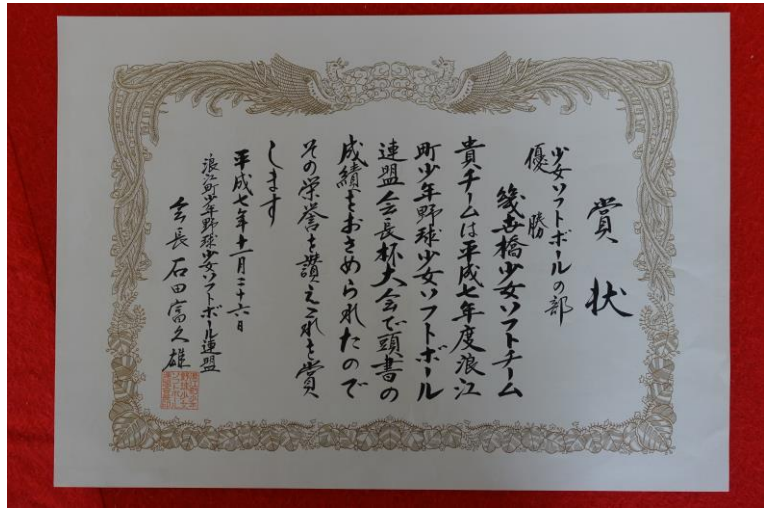 賞状
少女ソフトボールの部
優勝
幾世橋少女ソフトチーム
貴チームは平成七年度浪江
町少年野球少女ソフトボール
連盟会長杯大会で頭書の
成績をおさめられたので
その栄誉を讃えこれを賞
します
平成七年十一月二十六日
浪江町少年野球少女ソフトボール連盟
会長 石田富久雄